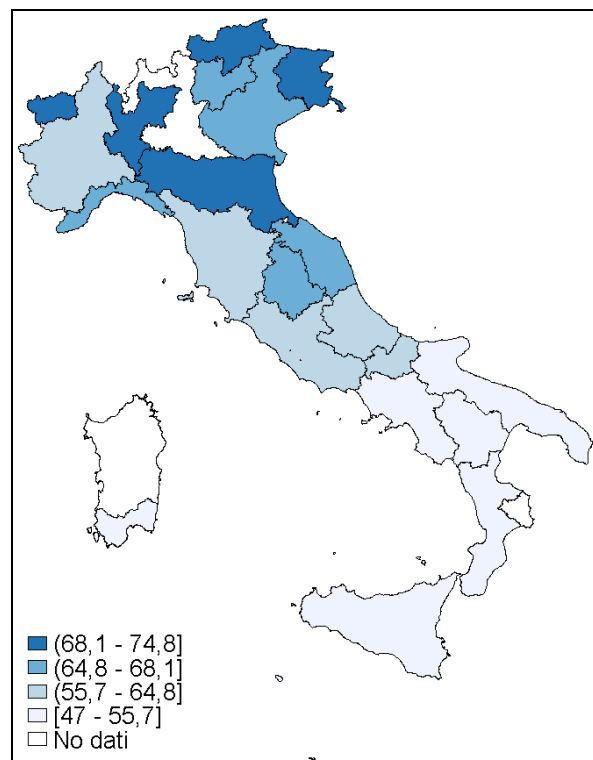 (68,1 - 74,8]
(64,8 - 68,1]
(55,7 - 64,8]
[47 - 55,7]
No dati